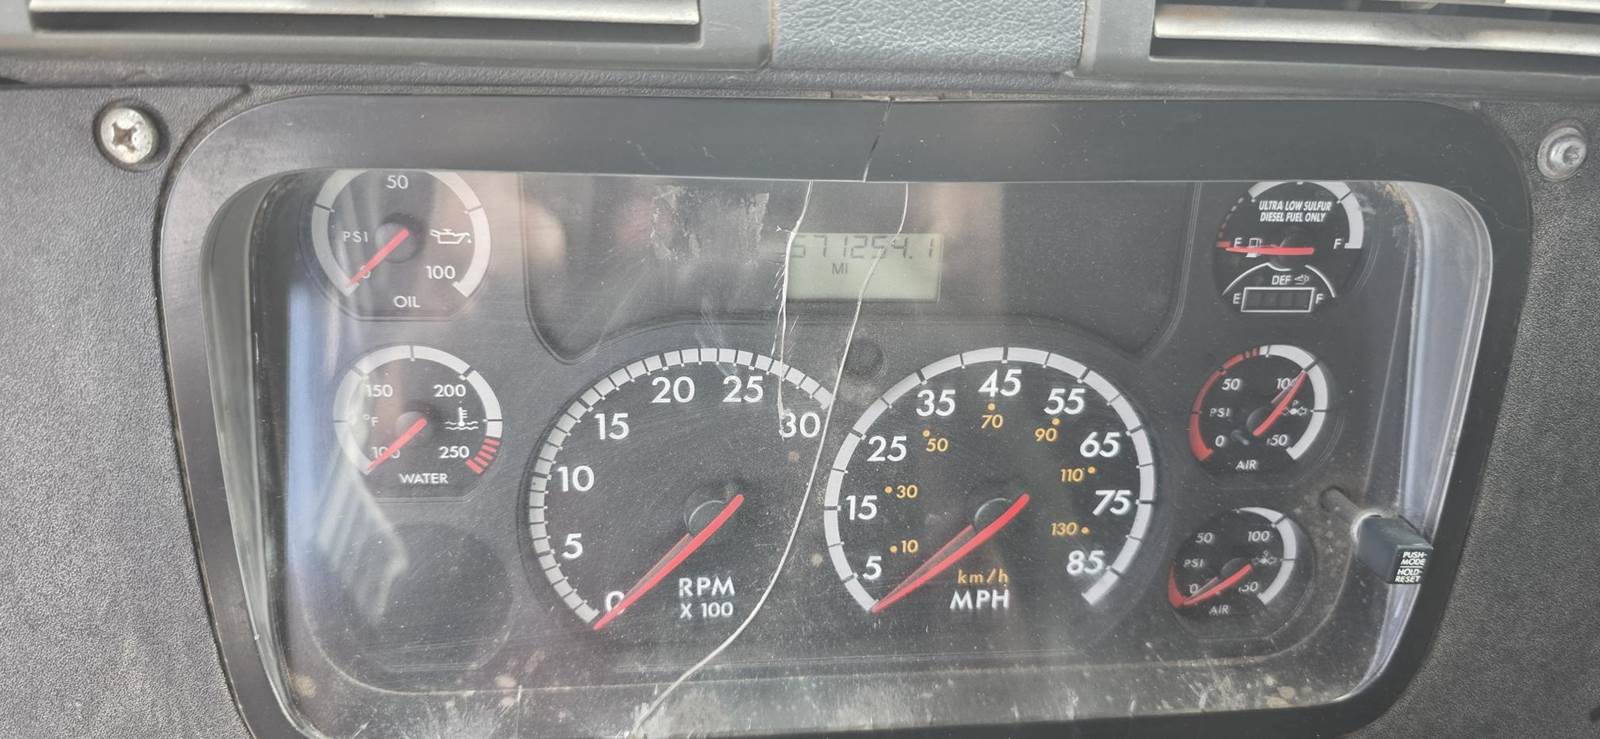 50
PSI
0
100
OIL
150
200
°F
100
250
WATER
0
5
10
15
20
25
30
RPM
X 100
671254.1
MI
5
15
25
35
45
55
65
75
85
10
30
50
70
90
110
130
km/h
MPH
ULTRA LOW SULFUR
DIESEL FUEL ONLY
E
F
DEF
E
F
50
100
PSI
0
150
AIR
50
100
PSI
0
150
AIR
PUSH-
MODE
HOLD-
RESET